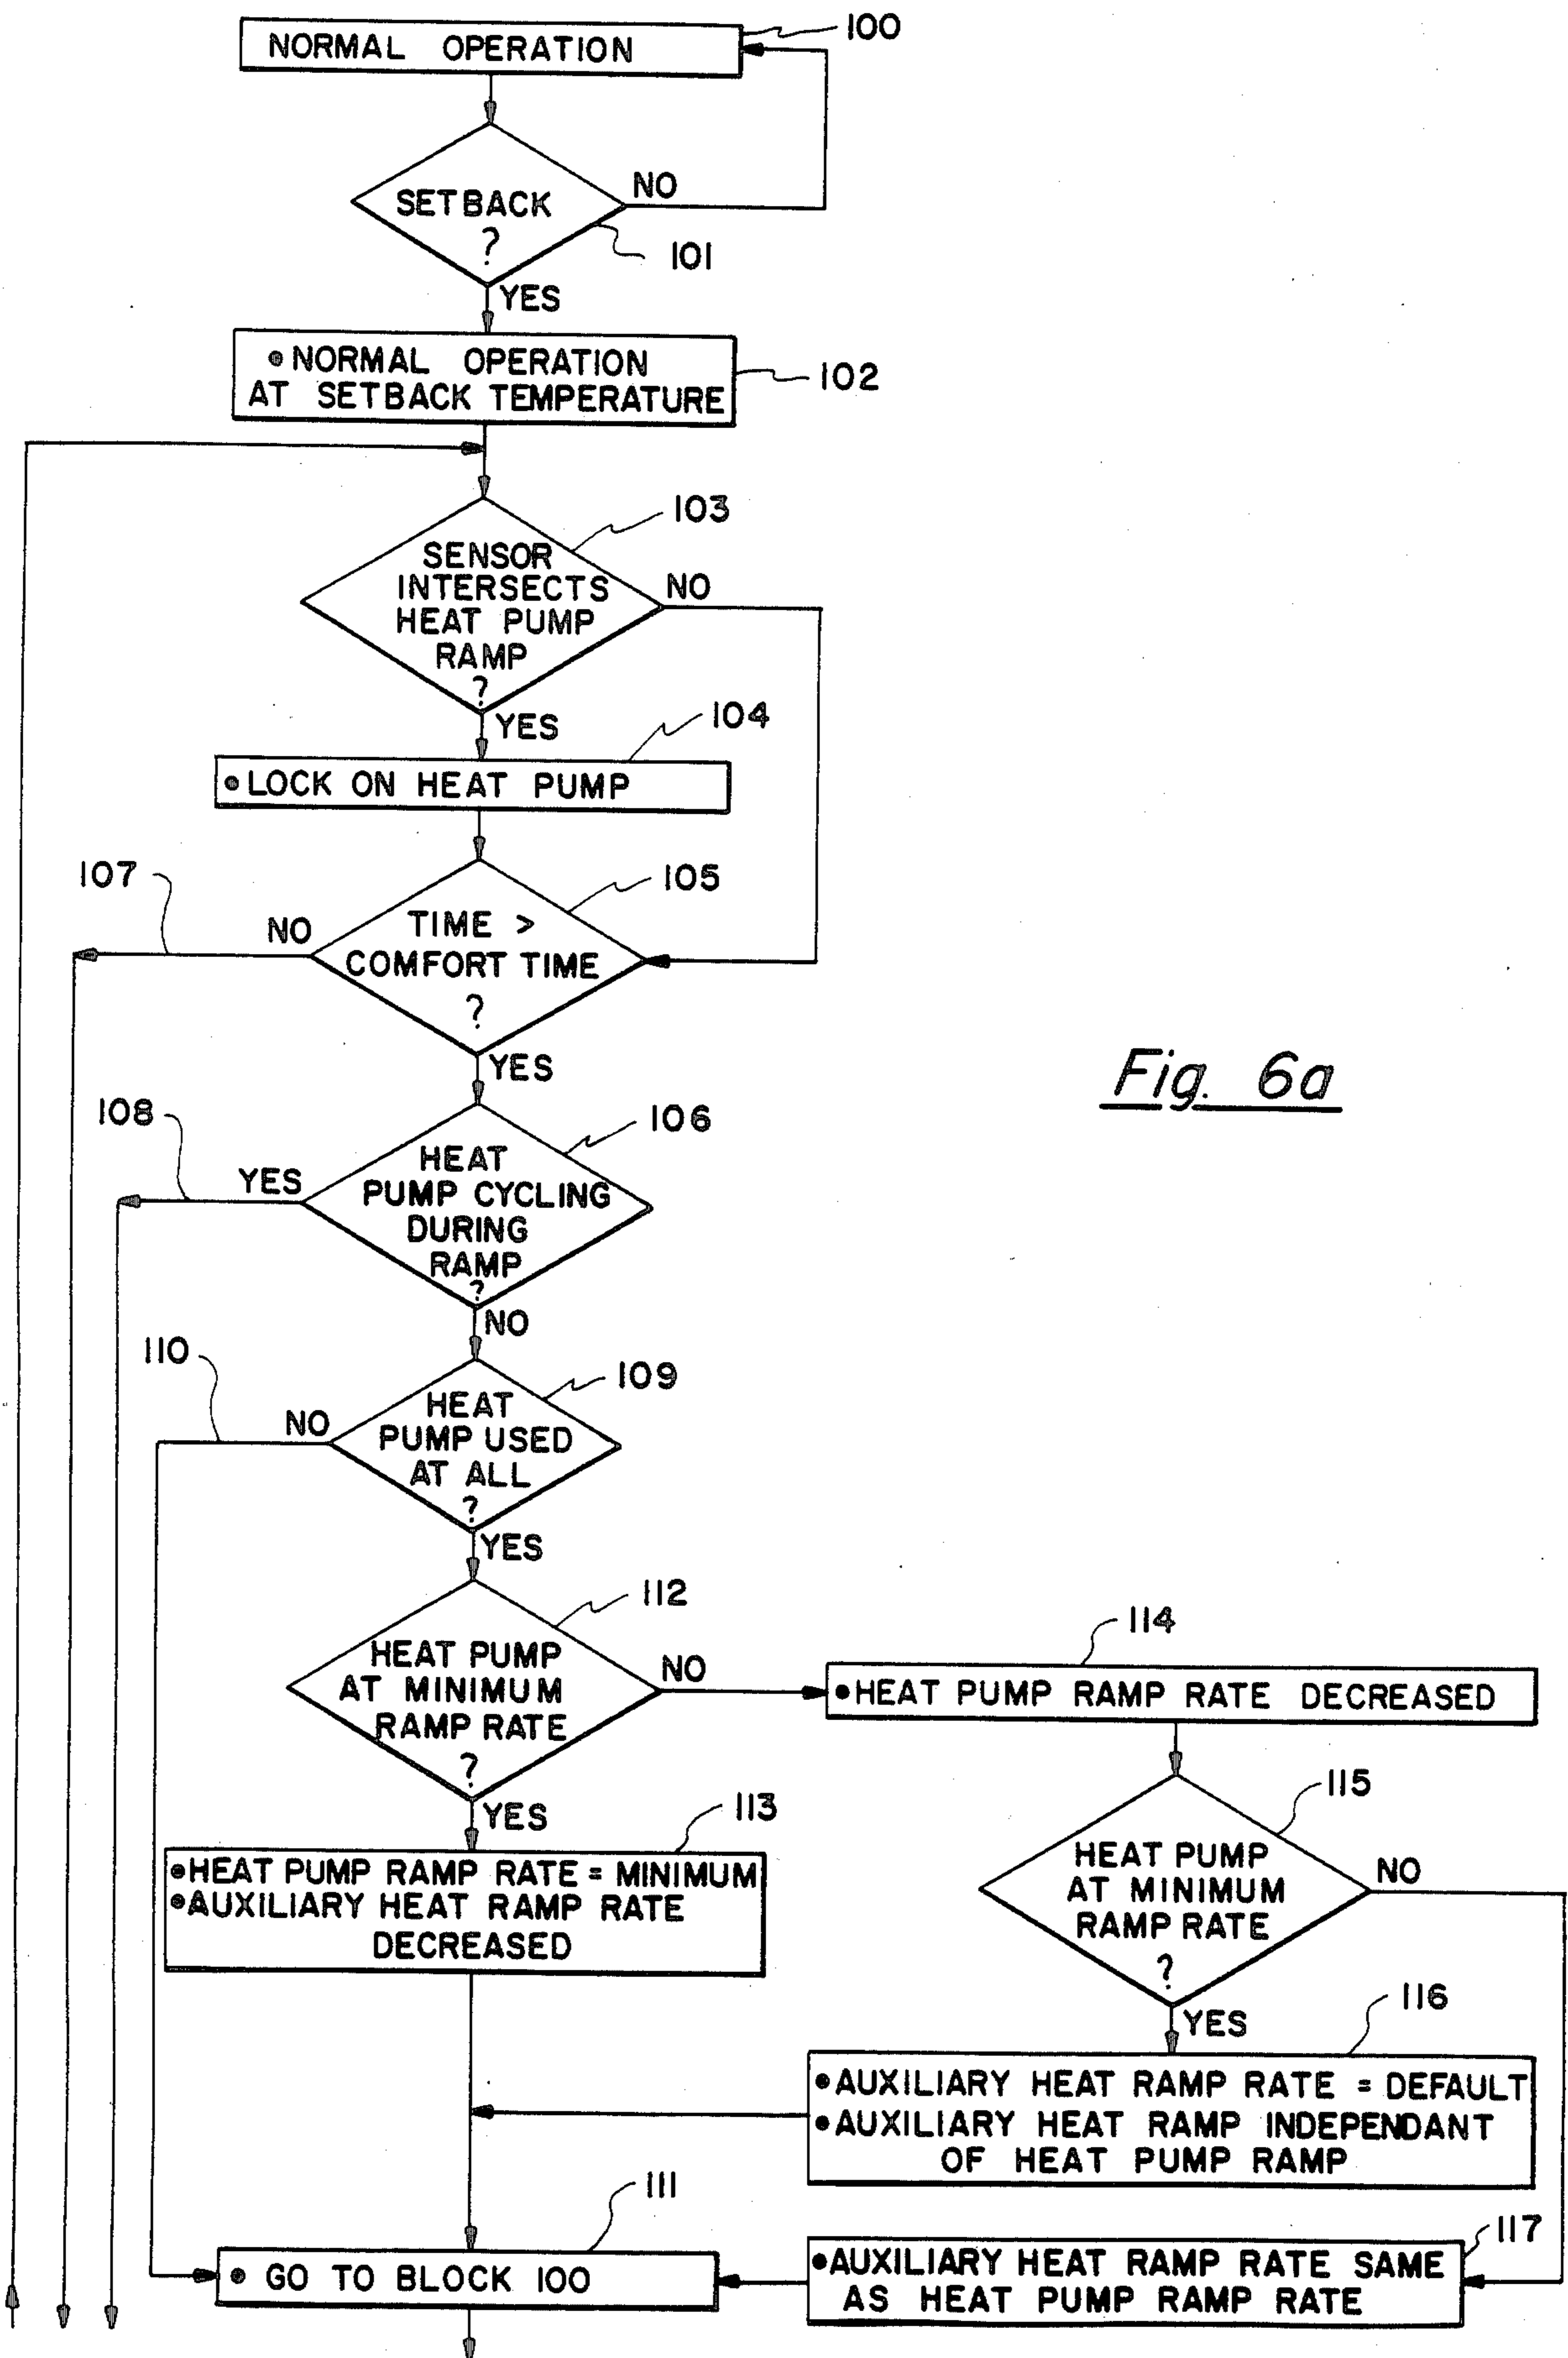 100
NORMAL OPERATION
SETBACK
?
NO
101
YES
• NORMAL OPERATION
AT SETBACK TEMPERATURE
102
103
SENSOR
INTERSECTS
HEAT PUMP
RAMP
?
NO
YES
104
• LOCK ON HEAT PUMP
107
105
NO
TIME >
COMFORT TIME
?
YES
Fig. 6a
108
106
YES
HEAT
PUMP CYCLING
DURING
RAMP
?
NO
110
109
NO
HEAT
PUMP USED
AT ALL
?
YES
112
HEAT PUMP
AT MINIMUM
RAMP RATE
?
NO
YES
114
• HEAT PUMP RAMP RATE DECREASED
115
HEAT PUMP
AT MINIMUM
RAMP RATE
?
NO
YES
113
• HEAT PUMP RAMP RATE = MINIMUM
• AUXILIARY HEAT RAMP RATE
DECREASED
116
• AUXILIARY HEAT RAMP RATE = DEFAULT
• AUXILIARY HEAT RAMP INDEPENDANT
OF HEAT PUMP RAMP
111
• GO TO BLOCK 100
117
• AUXILIARY HEAT RAMP RATE SAME
AS HEAT PUMP RAMP RATE